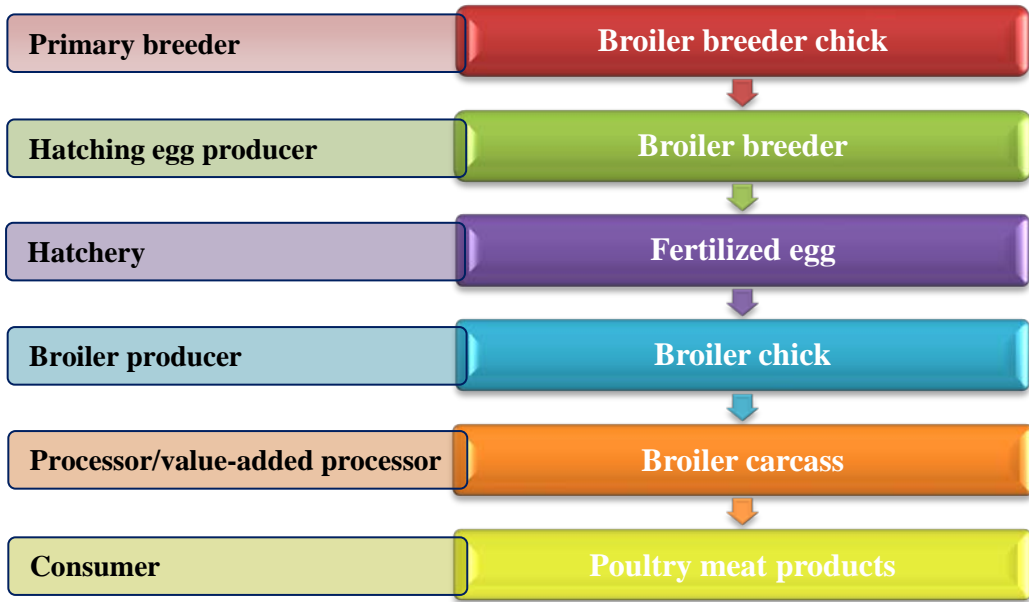 Primary breeder
Broiler breeder chick
Hatching egg producer
Broiler breeder
Hatchery
Fertilized egg
Broiler producer
Broiler chick
Processor/value-added processor
Broiler carcass
Consumer
Poultry meat products